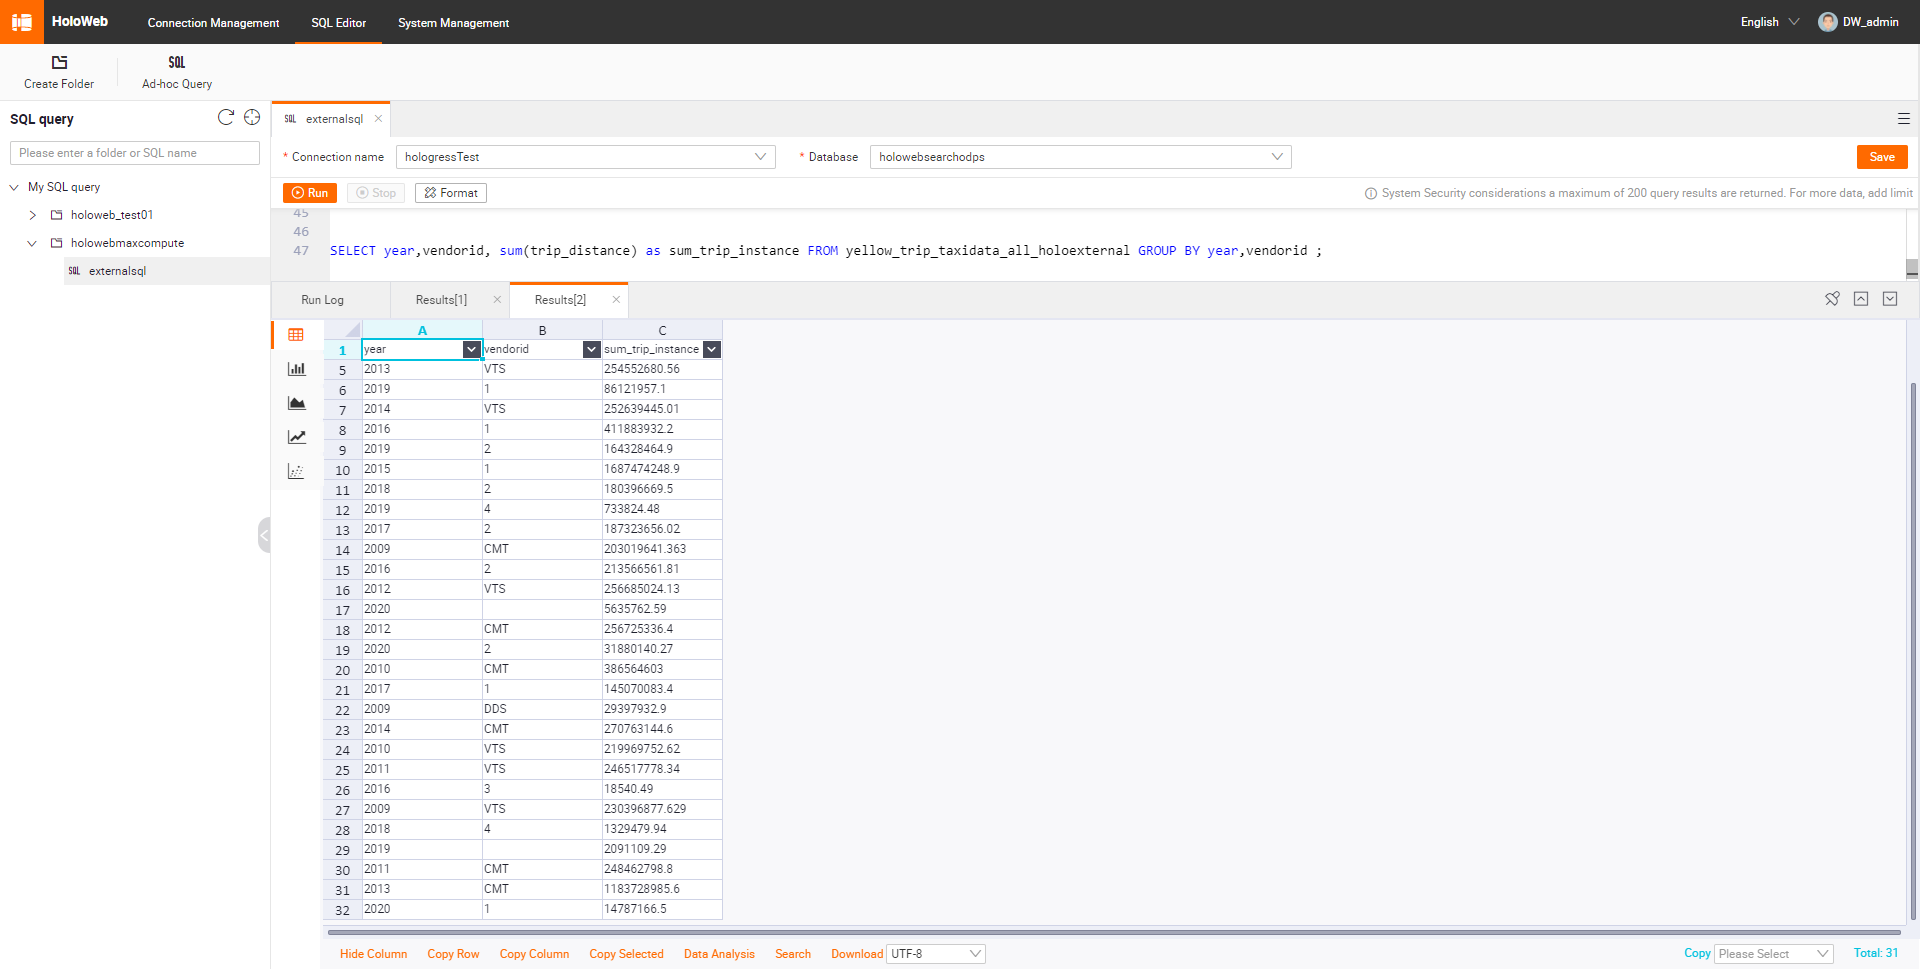 HoloWeb Connection Management SQL Editor System Management English DW_admin
Create Folder SQL Ad-hoc Query
SQL query
Please enter a folder or SQL name
My SQL query
holoweb_test01
holowebmaxcompute
SQL externalsql
SQL externalsql
* Connection name hologressTest * Database holowebsearchodps Save
Run Stop Format System Security considerations a maximum of 200 query results are returned. For more data, add limit
45
46
47 SELECT year,vendorid, sum(trip_distance) as sum_trip_instance FROM yellow_trip_taxidata_all_holoexternal GROUP BY year,vendorid ;
Run Log Results[1] Results[2]
A B C
1 year vendorid sum_trip_instance
5 2013 VTS 254552680.56
6 2019 1 86121957.1
7 2014 VTS 252639445.01
8 2016 1 411883932.2
9 2019 2 164328464.9
10 2015 1 1687474248.9
11 2018 2 180396669.5
12 2019 4 733824.48
13 2017 2 187323656.02
14 2009 CMT 203019641.363
15 2016 2 213566561.81
16 2012 VTS 256685024.13
17 2020 5635762.59
18 2012 CMT 256725336.4
19 2020 2 31880140.27
20 2010 CMT 386564603
21 2017 1 145070083.4
22 2009 DDS 29397932.9
23 2014 CMT 270763144.6
24 2010 VTS 219969752.62
25 2011 VTS 246517778.34
26 2016 3 18540.49
27 2009 VTS 230396877.629
28 2018 4 1329479.94
29 2019 2091109.29
30 2011 CMT 248462798.8
31 2013 CMT 1183728985.6
32 2020 1 14787166.5
Hide Column Copy Row Copy Column Copy Selected Data Analysis Search Download UTF-8 Copy Please Select Total: 31